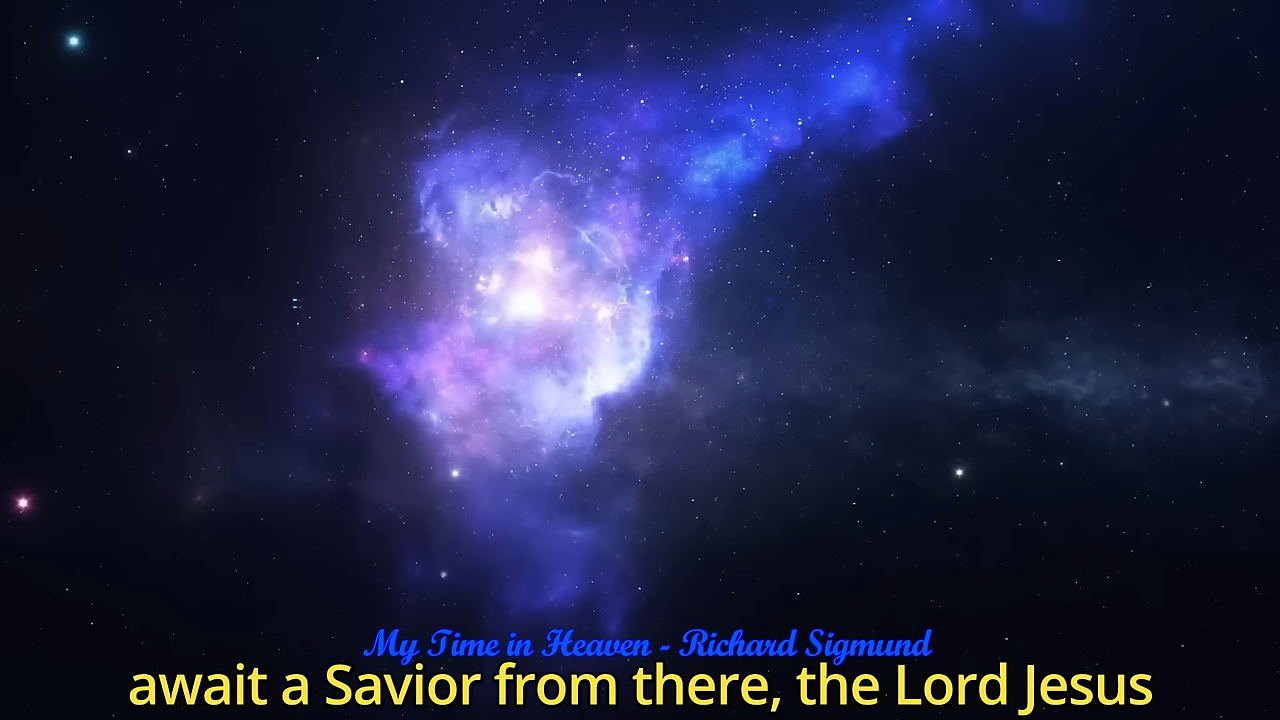 My Time in Heaven - Richard Sigmund
await a Savior from there, the Lord Jesus